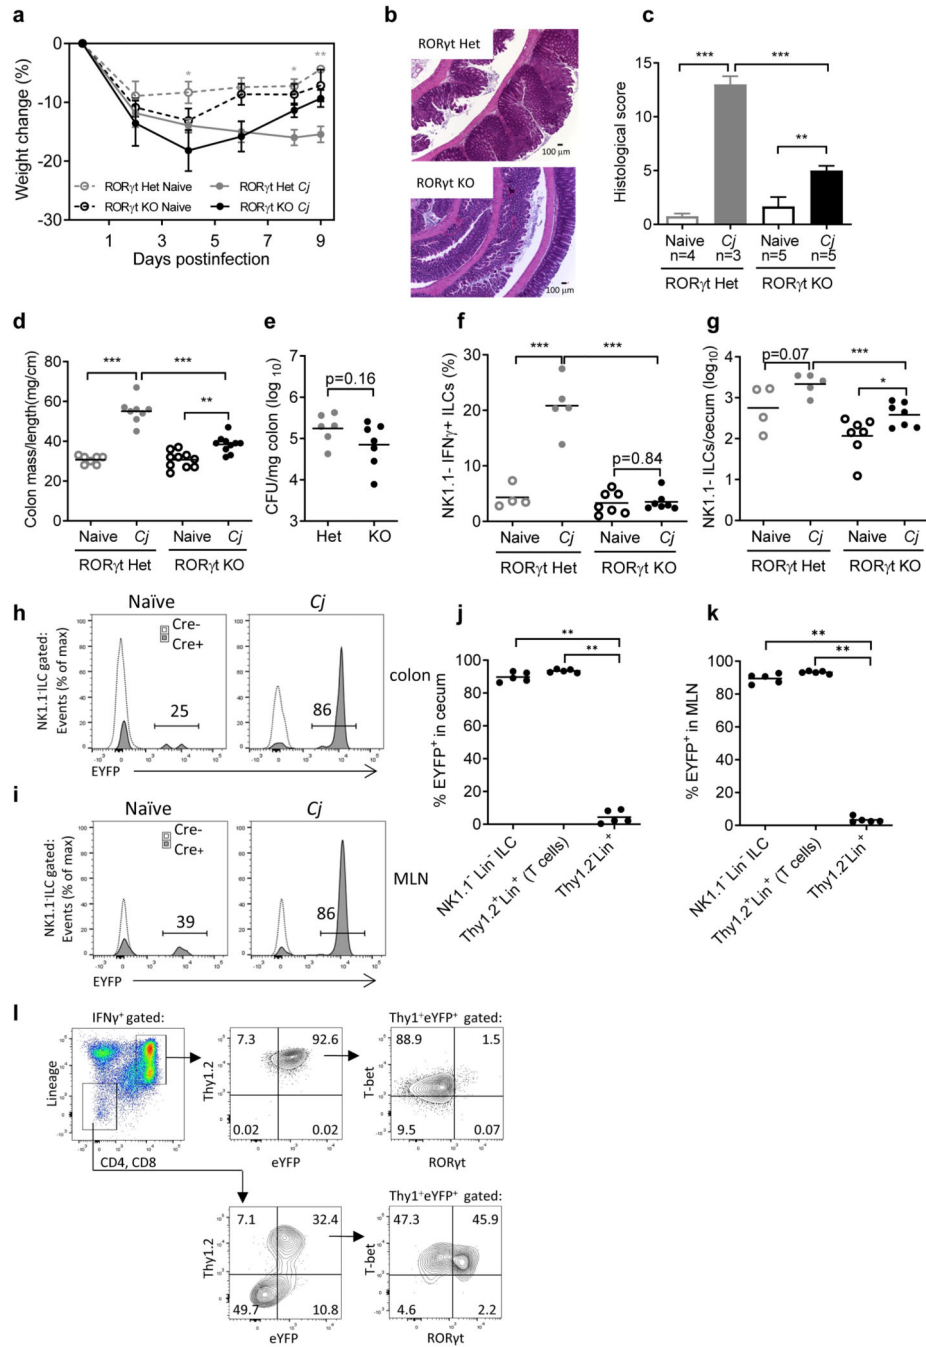 a
Weight change (%)
0
-10
-20
-30
RORγt Het Naive
RORγt Het Cj
RORγt KO Naive
RORγt KO Cj
*
*
**
1
3
5
7
9
Days postinfection
b
RORγt Het
100 µm
RORγt KO
100 µm
c
Histological score
15
10
5
0
***
***
**
Naive Cj Naive Cj
n=4 n=3 n=5 n=5
RORγt Het RORγt KO
d
Colon mass/length(mg/cm)
80
60
40
20
0
***
***
**
Naive Cj Naive Cj
RORγt Het RORγt KO
e
CFU/mg colon (log 10)
6
5
4
3
p=0.16
Het KO
f
NK1.1- IFNγ+ ILCs (%)
30
20
10
0
***
***
p=0.84
Naive Cj Naive Cj
RORγt Het RORγt KO
g
NK1.1- ILCs/cecum (log10)
4
3
2
1
0
p=0.07
***
*
Naive Cj Naive Cj
RORγt Het RORγt KO
h
Naïve
Cj
NK1.1-ILC gated:
Events (% of max)
Cre-
Cre+
25
86
colon
EYFP
i
Naïve
Cj
NK1.1-ILC gated:
Events (% of max)
Cre-
Cre+
39
86
MLN
EYFP
j
% EYFP+ in cecum
100
80
60
40
20
0
**
**
NK1.1- Lin- ILC
Thy1.2+Lin+ (T cells)
Thy1.2-Lin+
k
% EYFP+ in MLN
100
80
60
40
20
0
**
**
NK1.1- Lin- ILC
Thy1.2+Lin+ (T cells)
Thy1.2-Lin+
l
IFNγ+ gated:
Lineage
CD4, CD8
Thy1.2
7.3 92.6
0.02 0.02
eYFP
Thy1+eYFP+ gated:
T-bet
88.9 1.5
9.5 0.07
RORγt
Thy1.2
7.1 32.4
49.7 10.8
eYFP
Thy1+eYFP+ gated:
T-bet
47.3 45.9
4.6 2.2
RORγt